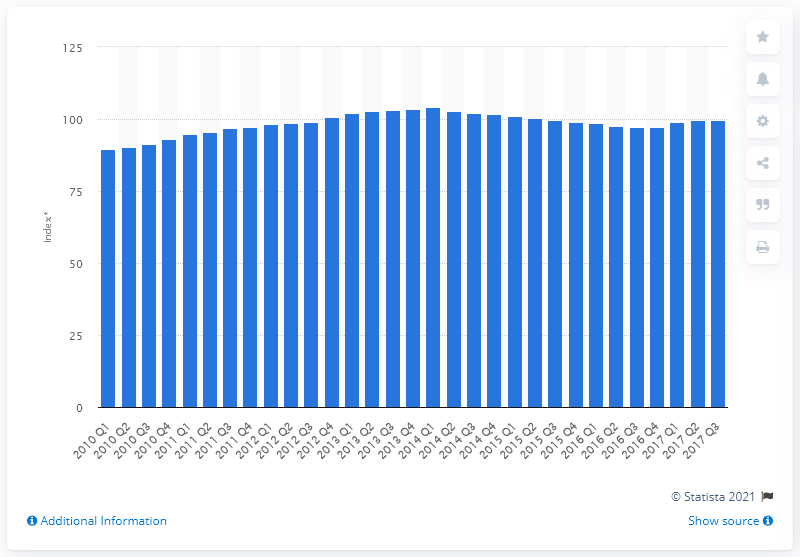 125
100
75
50
25
0
Index*
2010 Q1
2010 Q2
2010 Q3
2010 Q4
2011 Q1
2011 Q2
2011 Q3
2011 Q4
2012 Q1
2012 Q2
2012 Q3
2012 Q4
2013 Q1
2013 Q2
2013 Q3
2013 Q4
2014 Q1
2014 Q2
2014 Q3
2014 Q4
2015 Q1
2015 Q2
2015 Q3
2015 Q4
2016 Q1
2016 Q2
2016 Q3
2016 Q4
2017 Q1
2017 Q2
2017 Q3
© Statista 2021
Additional Information
Show source